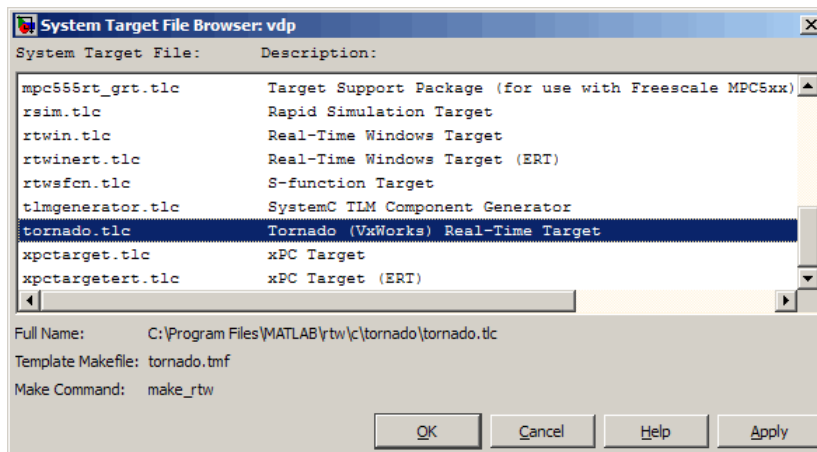 System Target File Browser: vdp
System Target File: Description:
mpc555rt_grt.tlc Target Support Package (for use with Freescale MPC5xx)
rsim.tlc Rapid Simulation Target
rtwin.tlc Real-Time Windows Target
rtwinert.tlc Real-Time Windows Target (ERT)
rtwsfcn.tlc S-function Target
tlmgenerator.tlc SystemC TLM Component Generator
tornado.tlc Tornado (VxWorks) Real-Time Target
xpctarget.tlc xPC Target
xpctargetert.tlc xPC Target (ERT)
Full Name: C:\Program Files\MATLAB\rtw\c\tornado\tornado.tlc
Template Makefile: tornado.tmf
Make Command: make_rtw
OK Cancel Help Apply